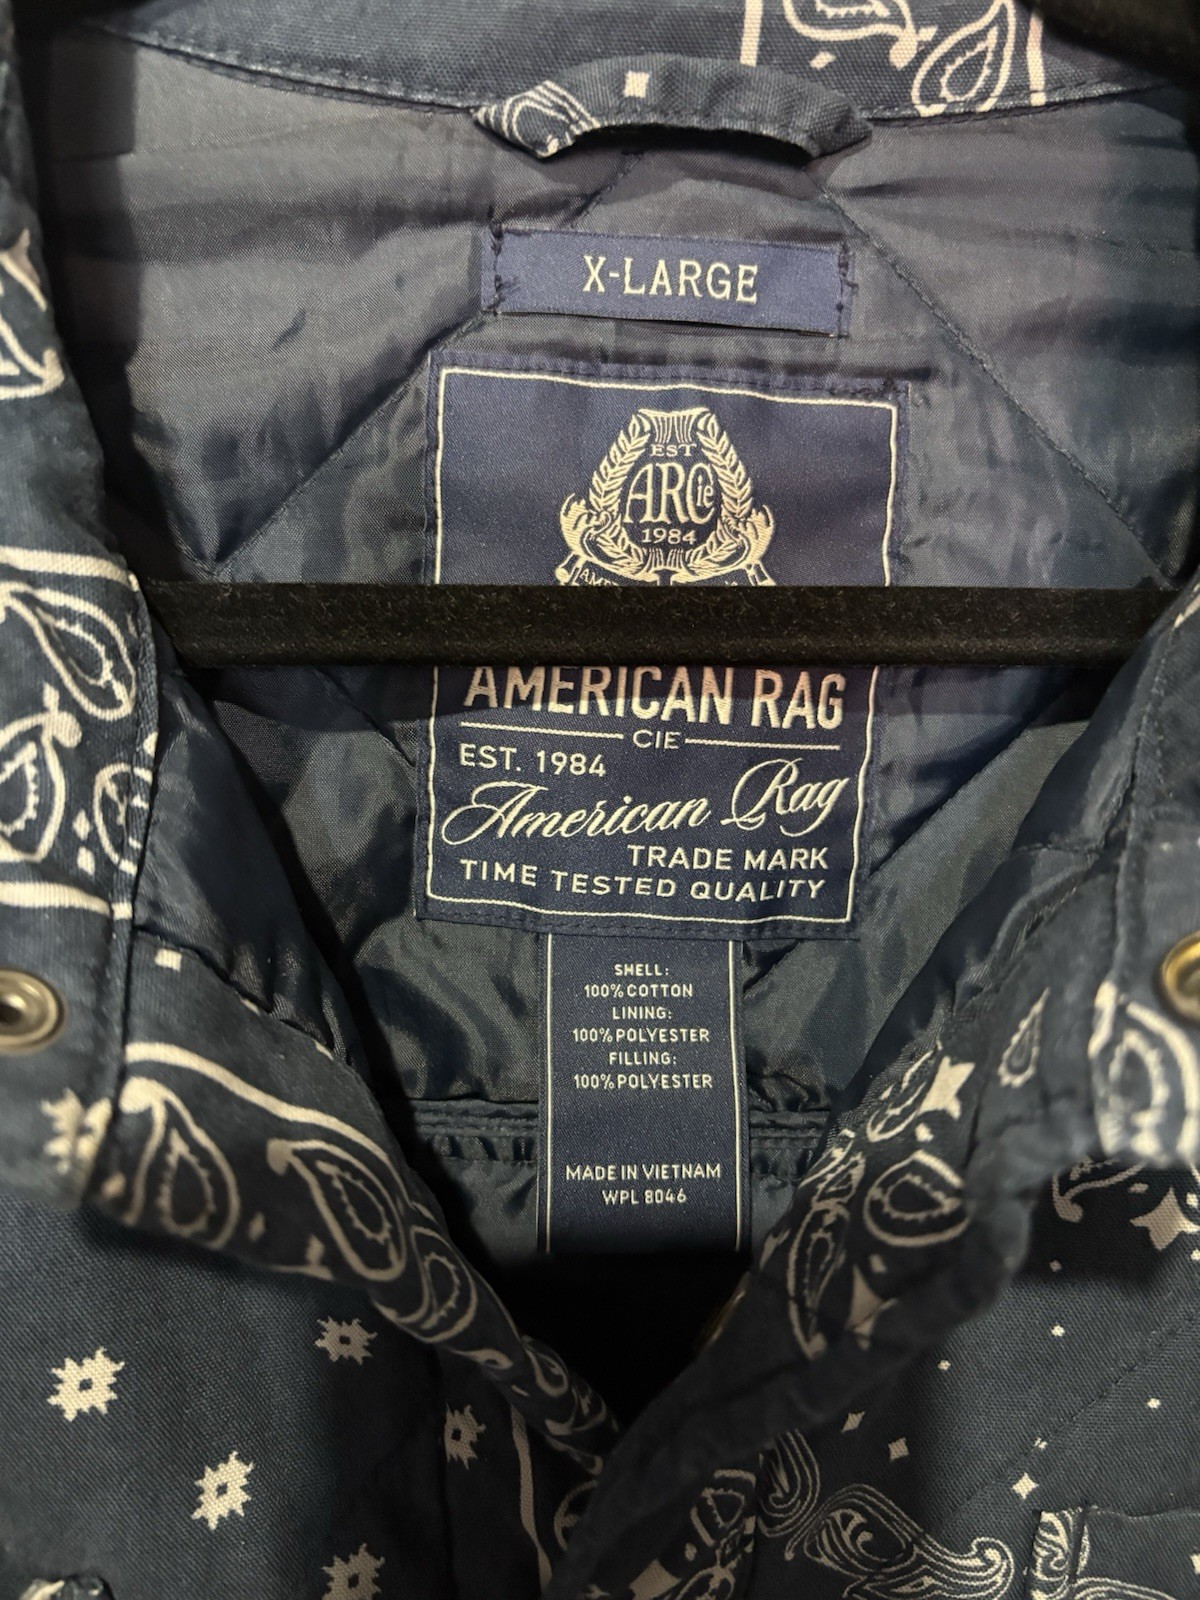 X-LARGE
EST
ARCie
1984
AMERICAN RAG
CIE
EST. 1984
American Rag
TRADE MARK
TIME TESTED QUALITY
SHELL:
100% COTTON
LINING:
100% POLYESTER
FILLING:
100% POLYESTER
MADE IN VIETNAM
WPL 8046